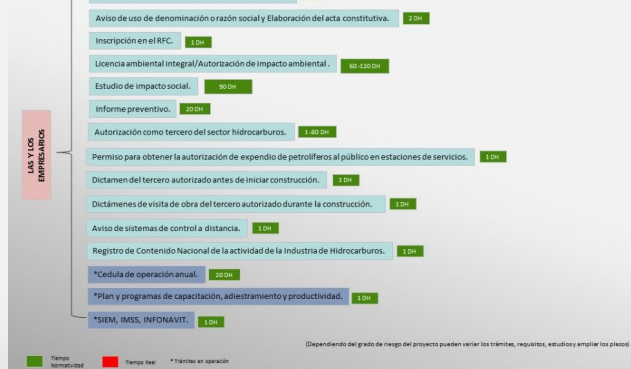 Aviso de uso de denominación o razón social y Elaboración del acta constitutiva. 2 DH
Inscripción en el RFC. 1 DH
Licencia ambiental integral/Autorización de impacto ambiental . 60 -120 DH
Estudio de impacto social. 90 DH
Informe preventivo. 20 DH
Autorización como tercero del sector hidrocarburos. 1 -80 DH
LAS Y LOS
EMPRESARIOS
Permiso para obtener la autorización de expendio de petrolíferos al público en estaciones de servicios. 1 DH
Dictamen del tercero autorizado antes de iniciar construcción. 1 DH
Dictámenes de visita de obra del tercero autorizado durante la construcción. 1 DH
Aviso de sistemas de control a distancia. 1 DH
Registro de Contenido Nacional de la actividad de la Industria de Hidrocarburos. 1 DH
*Cedula de operación anual. 20 DH
*Plan y programas de capacitación, adiestramiento y productividad. 1 DH
*SIEM, IMSS, INFONAVIT. 1 DH
(Dependiendo del grado de riesgo del proyecto pueden variar los trámites, requisitos, estudios y ampliar los plazos)
Tiempo
Normatividad
Tiempo Real
* Trámites en operación